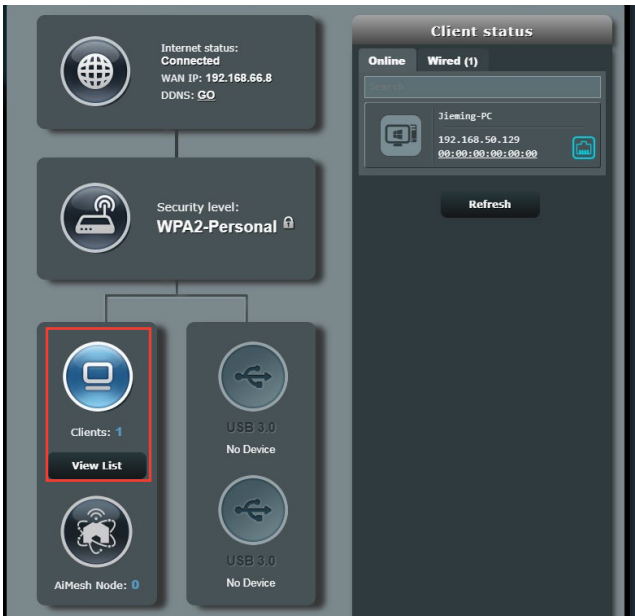 Internet status:
Connected
WAN IP: 192.168.66.8
DDNS: GO
Security level:
WPA2-Personal
Clients: 1
View List
AiMesh Node: 0
USB 3.0
No Device
USB 3.0
No Device
Client status
Online
Wired (1)
Search
Jieming-PC
192.168.50.129
00:00:00:00:00:00
Refresh